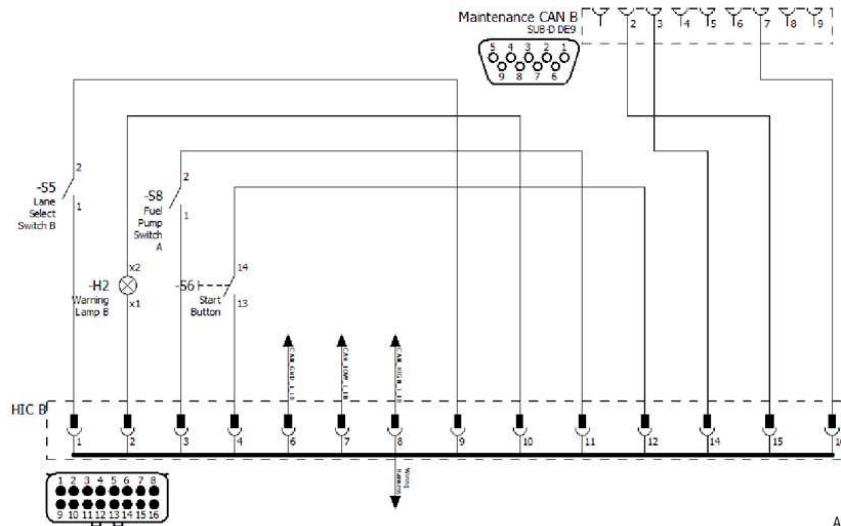 Maintenance CAN B
SUB-D DE9
1 2 3 4 5 6 7 8 9
5 4 3 2 1
9 8 7 6
2
-S5
1
Lane
Select
Switch B
2
-S8
1
Fuel
Pump
Switch
A
x2
-H2
x1
Warning
Lamp B
14
-S6
13
Start
Button
HIC B
1 2 3 4 6 7 8 9 10 11 12 14 15 16
Wiring
Harness
1 2 3 4 5 6 7 8
9 10 11 12 13 14 15 16
A